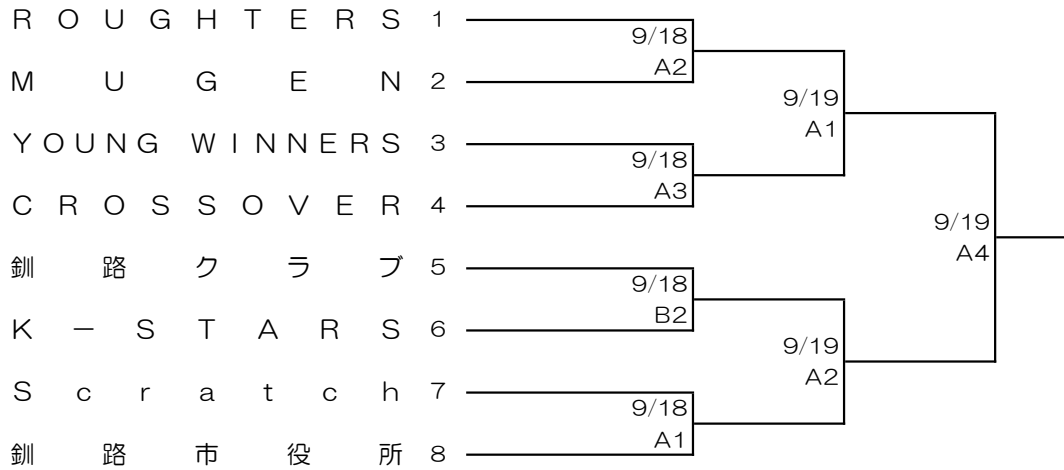 ROUGHTERS 1
9/18
A2
MUGEN 2
9/19
A1
YOUNG WINNERS 3
9/18
A3
CROSSOVER 4
9/19
A4
釧路クラブ 5
9/18
B2
K－STARS 6
9/19
A2
Scratch 7
9/18
A1
釧路市役所 8